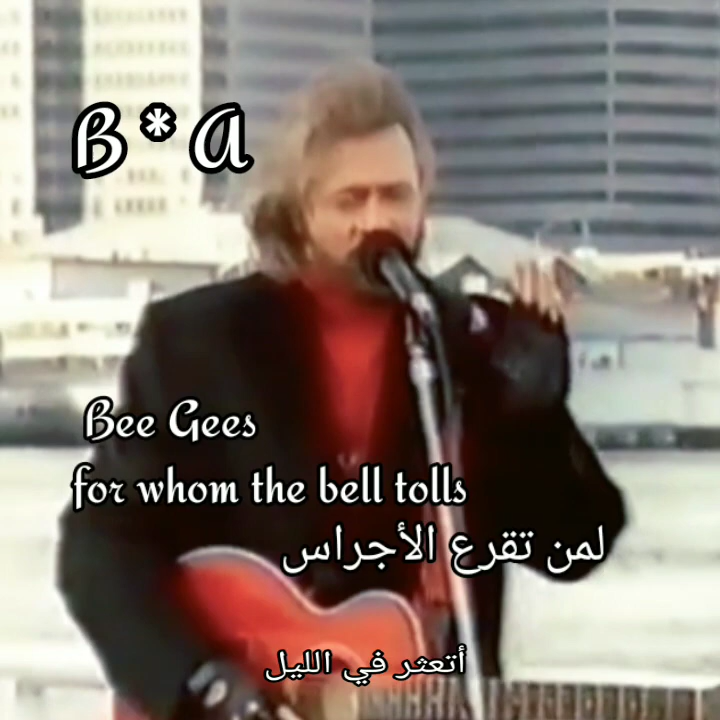 B*A
Bee Gees
for whom the bell tolls
لمن تقرع الأجراس
أتعثر في الليل